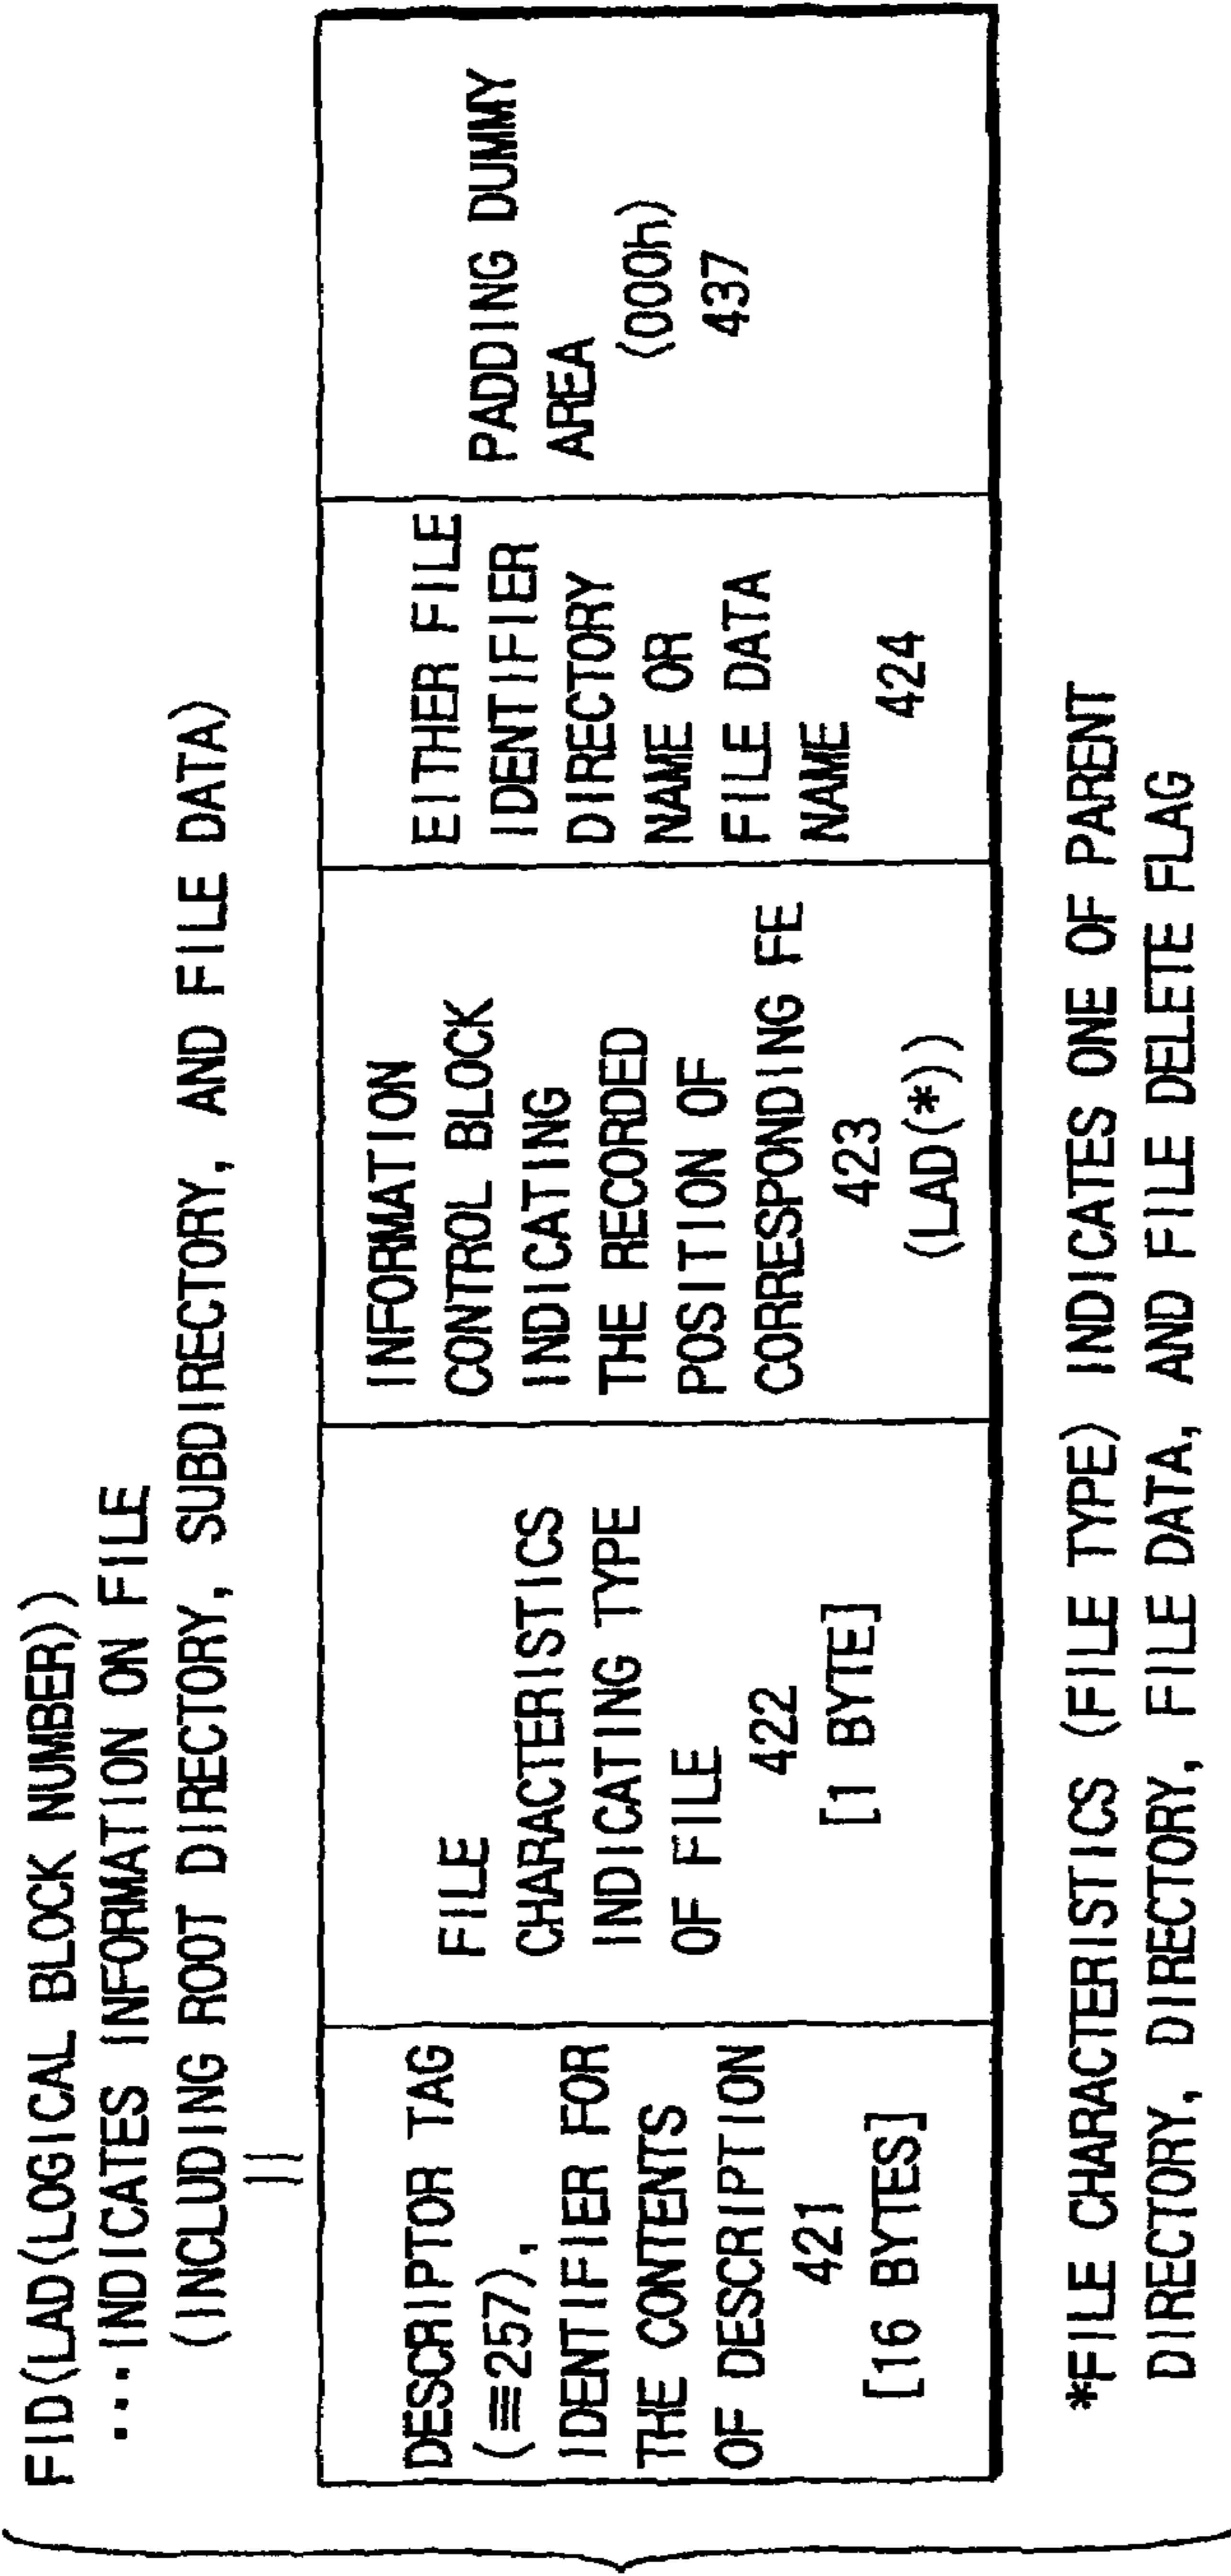 FID(LAD(LOGICAL BLOCK NUMBER))
···INDICATES INFORMATION ON FILE
(INCLUDING ROOT DIRECTORY, SUBDIRECTORY, AND FILE DATA)
||
DESCRIPTOR TAG
(≡257),
IDENTIFIER FOR
THE CONTENTS
OF DESCRIPTION
421
[16 BYTES]
FILE
CHARACTERISTICS
INDICATING TYPE
OF FILE
422
[1 BYTE]
INFORMATION
CONTROL BLOCK
INDICATING
THE RECORDED
POSITION OF
CORRESPONDING FE
423
(LAD(*))
EITHER FILE
IDENTIFIER
DIRECTORY
NAME OR
FILE DATA
NAME
424
PADDING DUMMY
AREA
(000h)
437
*FILE CHARACTERISTICS (FILE TYPE) INDICATES ONE OF PARENT
DIRECTORY, DIRECTORY, FILE DATA, AND FILE DELETE FLAG